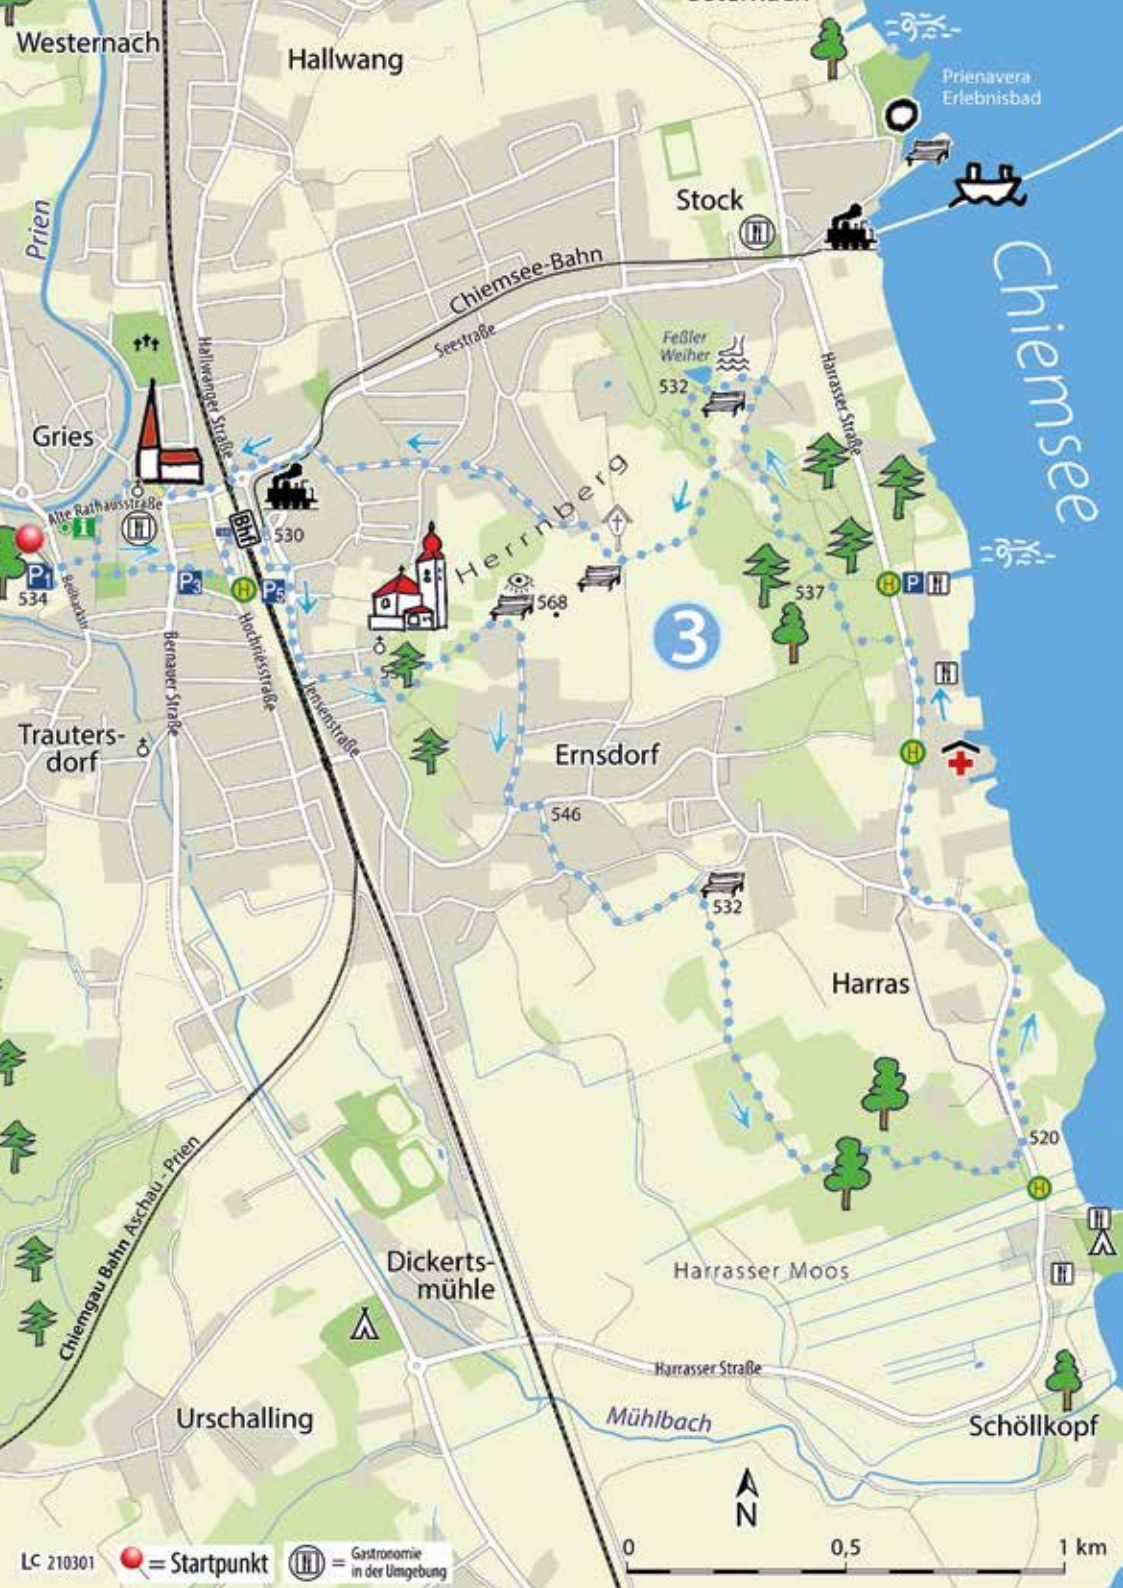 Westernach
Hallwang
Prienavera
Erlebnisbad
Stock
Prien
Chiemsee-Bahn
Seestraße
Chiemsee
Feßler
Weiher
532
Hallwanger Straße
Harrasser Straße
Gries
Herrnberg
Alte Rathausstraße
i
Bhf
530
P1
534
P3
H
P5
568
537
H
P
3
Beilhackstr.
Bernauer Straße
Hochriesstraße
Jensenstraße
Trauters-
dorf
Ernsdorf
H
546
532
Harras
520
H
Chiemgau Bahn Aschau - Prien
Dickerts-
mühle
Harrasser Moos
Harrasser Straße
Urschalling
Mühlbach
Schöllkopf
N
LC 210301
= Startpunkt
= Gastronomie
in der Umgebung
0 0,5 1 km